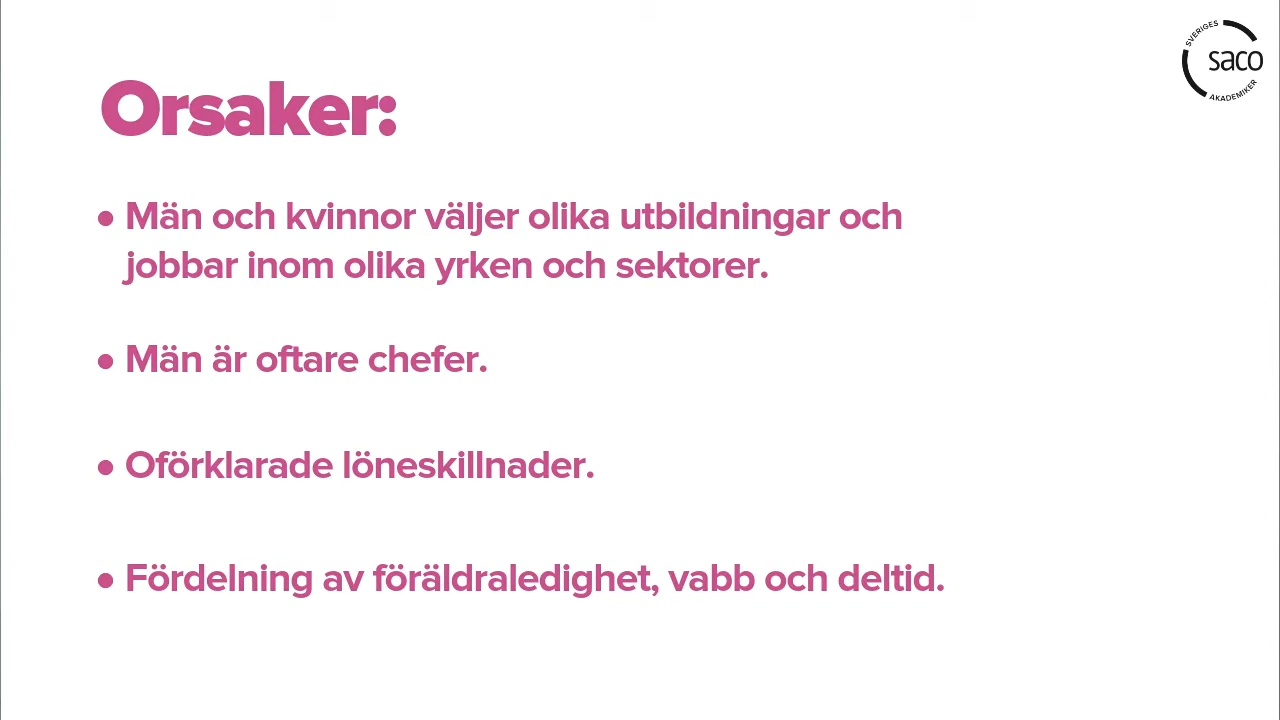 SVERIGES
saco
AKADEMIKER
Orsaker:
• Män och kvinnor väljer olika utbildningar och
jobbar inom olika yrken och sektorer.
• Män är oftare chefer.
• Oförklarade löneskillnader.
• Fördelning av föräldraledighet, vabb och deltid.